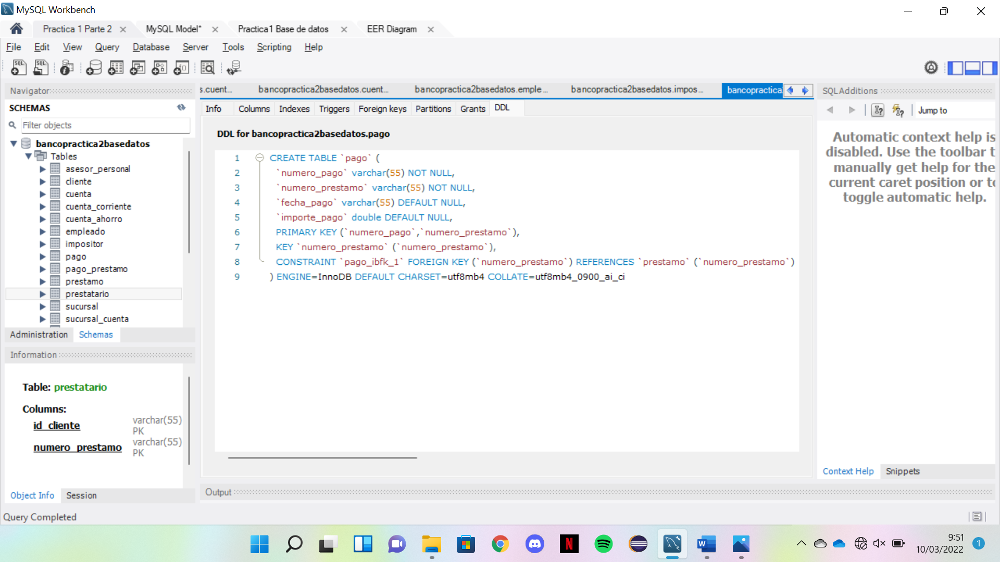 MySQL Workbench
Practica 1 Parte 2
MySQL Model*
Practica1 Base de datos
EER Diagram
File Edit View Query Database Server Tools Scripting Help
Navigator
SCHEMAS
Filter objects
bancopractica2basedatos
Tables
asesor_personal
cliente
cuenta
cuenta_corriente
cuenta_ahorro
empleado
impositor
pago
pago_prestamo
prestamo
prestatario
sucursal
sucursal_cuenta
Administration Schemas
Information
Table: prestatario
Columns:
id_cliente varchar(55) PK
numero_prestamo varchar(55) PK
Object Info Session
Query Completed
s.cuent... bancopractica2basedatos.cuent... bancopractica2basedatos.emple... bancopractica2basedatos.impos... bancopractica
Info Columns Indexes Triggers Foreign keys Partitions Grants DDL
DDL for bancopractica2basedatos.pago
1 CREATE TABLE `pago` (
2 `numero_pago` varchar(55) NOT NULL,
3 `numero_prestamo` varchar(55) NOT NULL,
4 `fecha_pago` varchar(55) DEFAULT NULL,
5 `importe_pago` double DEFAULT NULL,
6 PRIMARY KEY (`numero_pago`,`numero_prestamo`),
7 KEY `numero_prestamo` (`numero_prestamo`),
8 CONSTRAINT `pago_ibfk_1` FOREIGN KEY (`numero_prestamo`) REFERENCES `prestamo` (`numero_prestamo`)
9 ) ENGINE=InnoDB DEFAULT CHARSET=utf8mb4 COLLATE=utf8mb4_0900_ai_ci
Output
SQLAdditions
Jump to
Automatic context help is
disabled. Use the toolbar t
manually get help for the
current caret position or to
toggle automatic help.
Context Help Snippets
9:51
10/03/2022
1